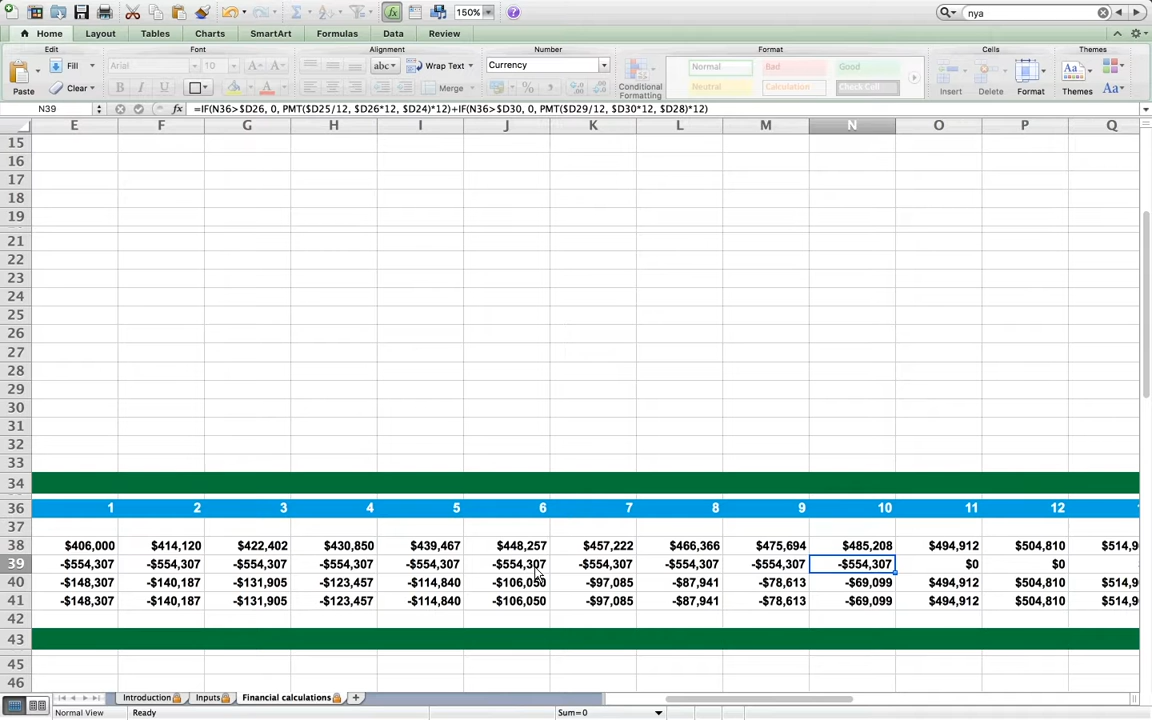 150%
nya
Home Layout Tables Charts SmartArt Formulas Data Review
Edit Font Alignment Number Format Cells Themes
Fill Arial 10 abc Wrap Text Currency Normal Bad Good
Paste Clear B I U A Merge % Conditional Formatting Neutral Calculation Check Cell Insert Delete Format Themes Aa
N39 fx =IF(N36>$D26, 0, PMT($D25/12, $D26*12, $D24)*12)+IF(N36>$D30, 0, PMT($D29/12, $D30*12, $D28)*12)
E F G H I J K L M N O P Q
15
16
17
18
19
21
22
23
24
25
26
27
28
29
30
31
32
33
34
36 1 2 3 4 5 6 7 8 9 10 11 12
37
38 $406,000 $414,120 $422,402 $430,850 $439,467 $448,257 $457,222 $466,366 $475,694 $485,208 $494,912 $504,810 $514,9
39 -$554,307 -$554,307 -$554,307 -$554,307 -$554,307 -$554,307 -$554,307 -$554,307 -$554,307 -$554,307 $0 $0
40 -$148,307 -$140,187 -$131,905 -$123,457 -$114,840 -$106,050 -$97,085 -$87,941 -$78,613 -$69,099 $494,912 $504,810 $514,9
41 -$148,307 -$140,187 -$131,905 -$123,457 -$114,840 -$106,050 -$97,085 -$87,941 -$78,613 -$69,099 $494,912 $504,810 $514,9
42
43
45
46
Introduction Inputs Financial calculations
Normal View Ready Sum=0